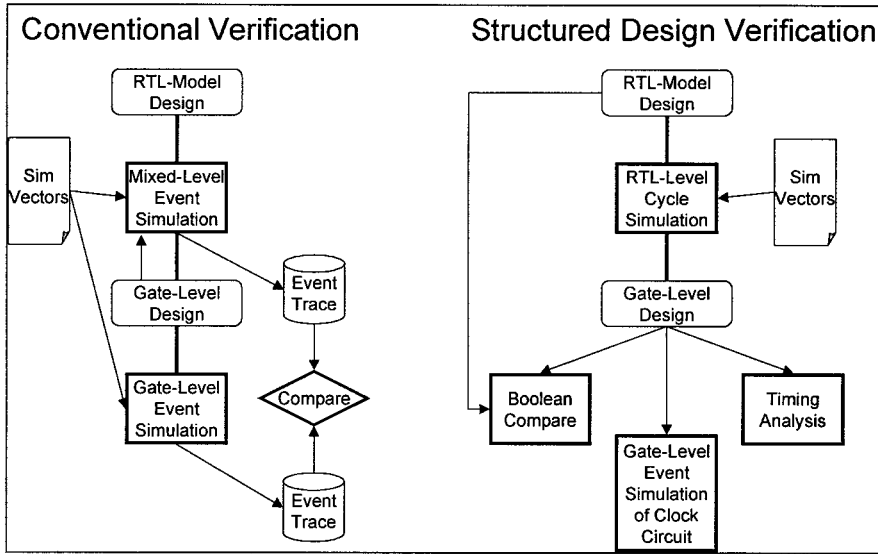 Conventional Verification
RTL-Model
Design
Sim
Vectors
Mixed-Level
Event
Simulation
Gate-Level
Design
Event
Trace
Gate-Level
Event
Simulation
Compare
Event
Trace
Structured Design Verification
RTL-Model
Design
RTL-Level
Cycle
Simulation
Sim
Vectors
Gate-Level
Design
Boolean
Compare
Timing
Analysis
Gate-Level
Event
Simulation
of Clock
Circuit